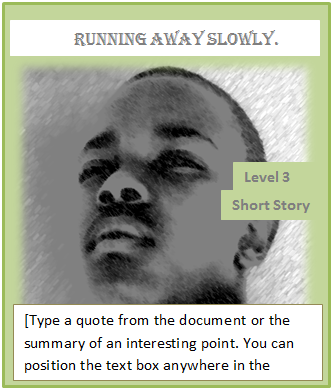 RUNNING AWAY SLOWLY.
Level 3
Short Story
[Type a quote from the document or the
summary of an interesting point. You can
position the text box anywhere in the